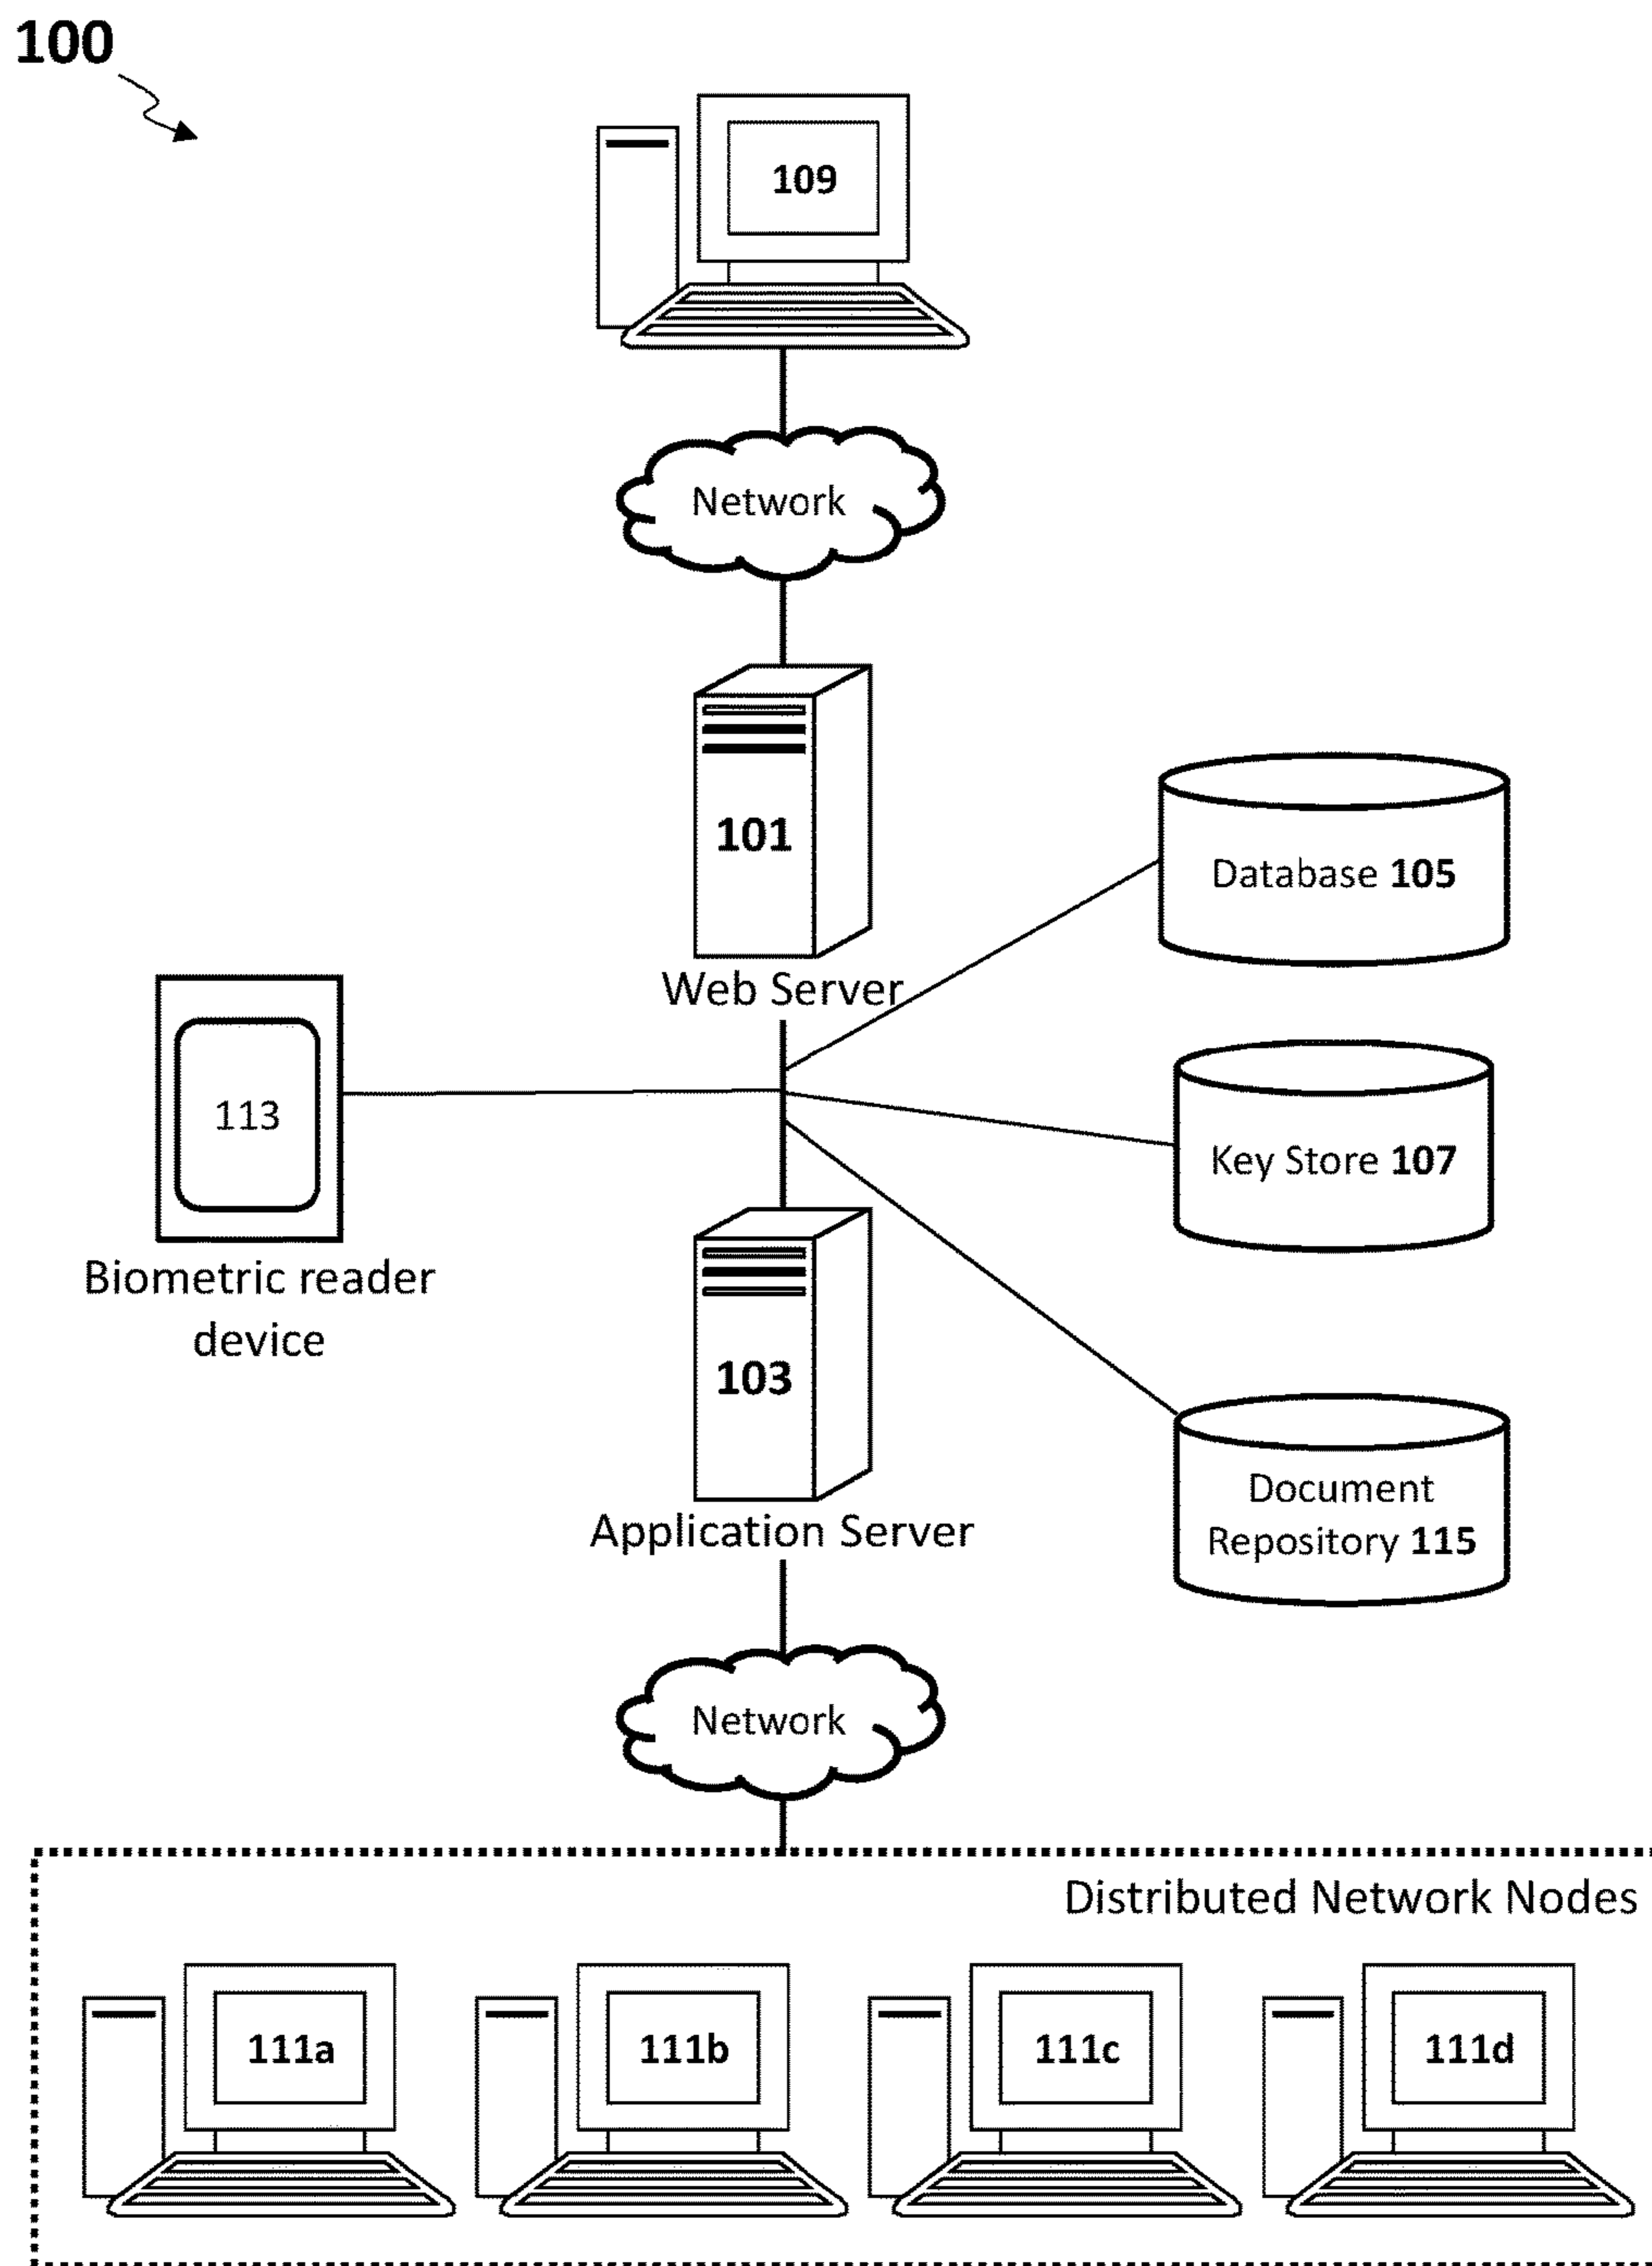 100
109
Network
101
Web Server
Database 105
113
Biometric reader
device
Key Store 107
103
Application Server
Document
Repository 115
Network
Distributed Network Nodes
111a
111b
111c
111d